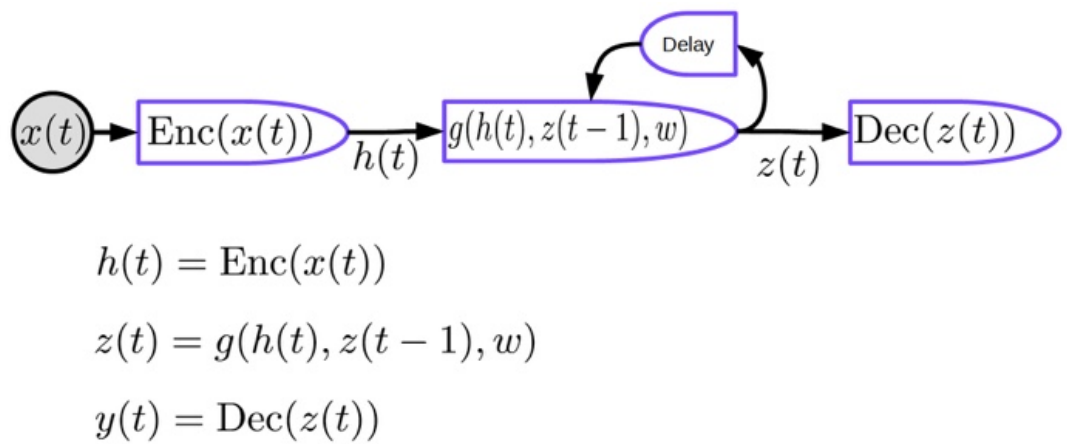 Delay
x(t)
Enc(x(t))
h(t)
g(h(t), z(t − 1), w)
z(t)
Dec(z(t))
h(t) = Enc(x(t))
z(t) = g(h(t), z(t − 1), w)
y(t) = Dec(z(t))